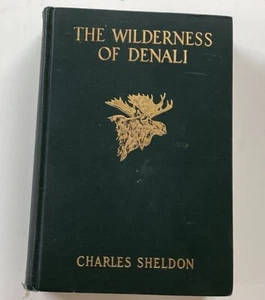 THE WILDERNESS
OF DENALI
CHARLES SHELDON